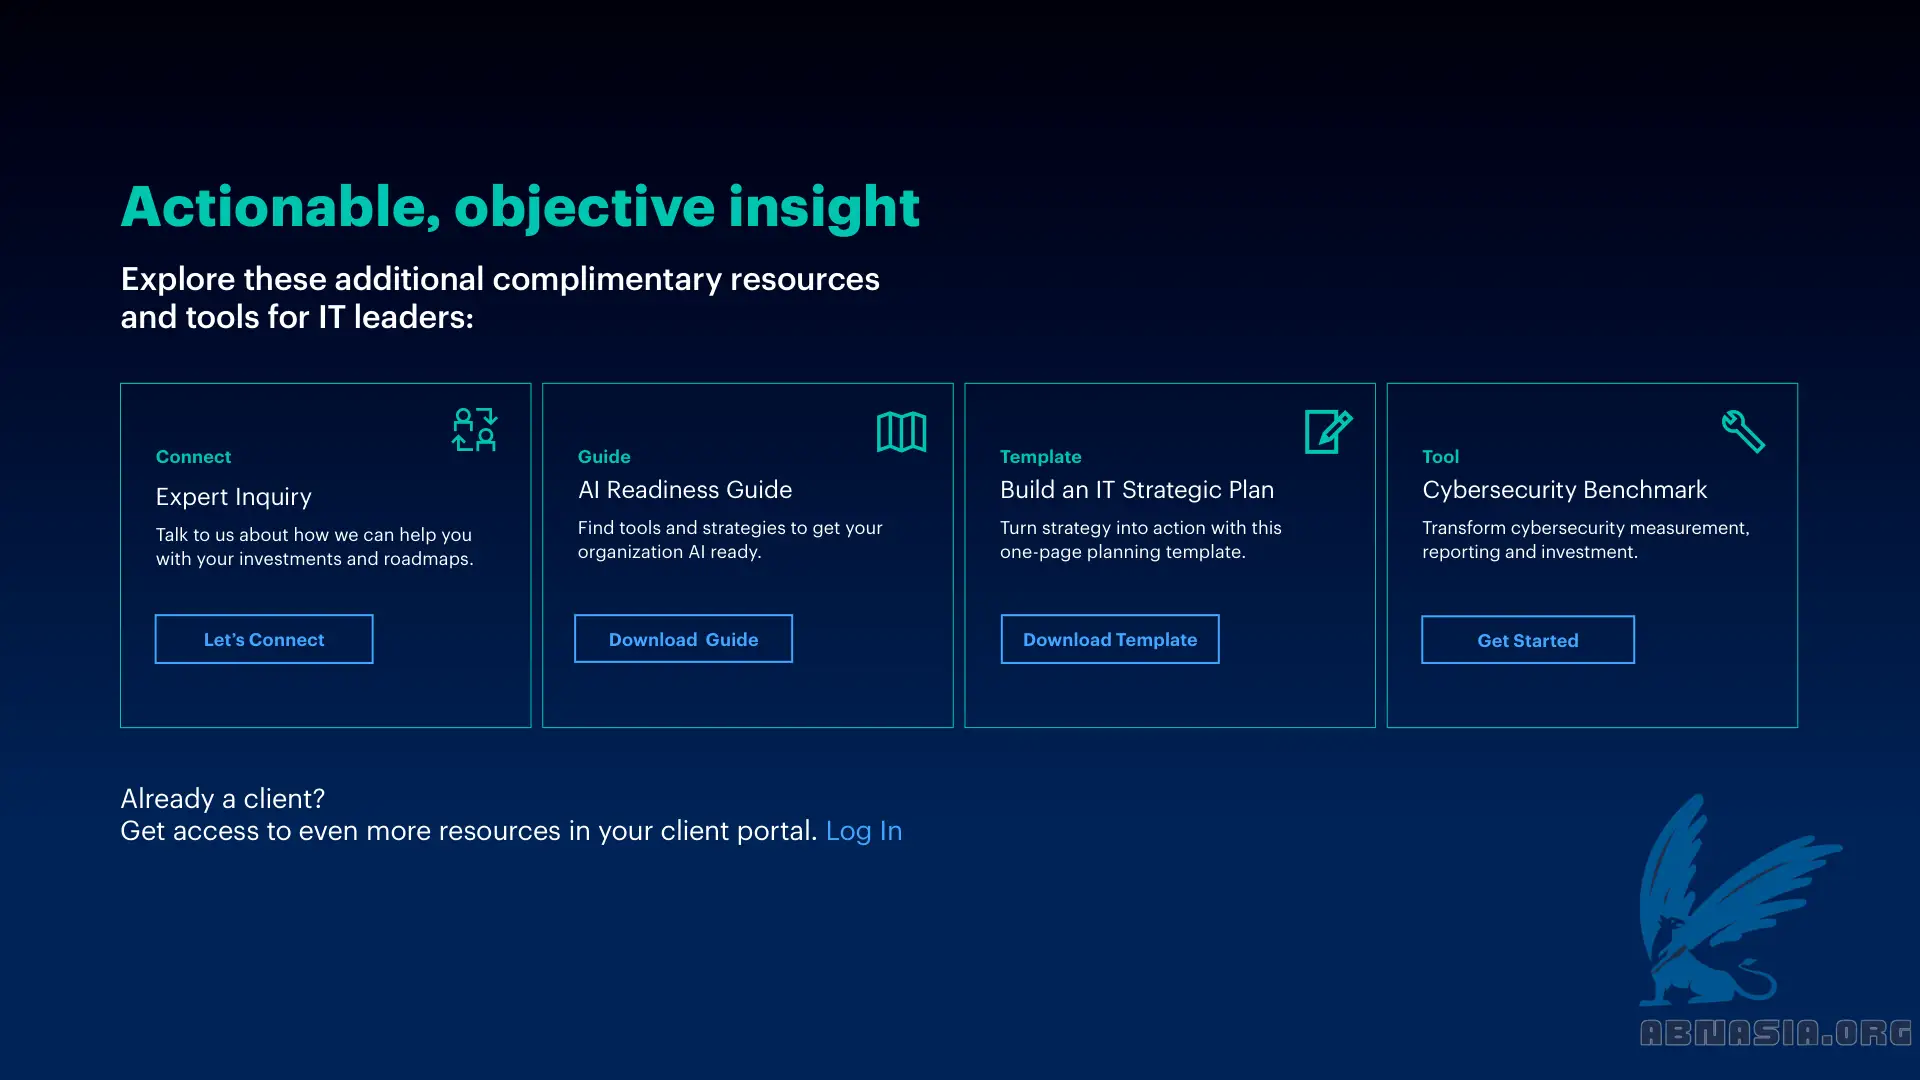 Actionable, objective insight
Explore these additional complimentary resources
and tools for IT leaders:
Connect
Expert Inquiry
Talk to us about how we can help you
with your investments and roadmaps.
Let’s Connect
Guide
AI Readiness Guide
Find tools and strategies to get your
organization AI ready.
Download Guide
Template
Build an IT Strategic Plan
Turn strategy into action with this
one-page planning template.
Download Template
Tool
Cybersecurity Benchmark
Transform cybersecurity measurement,
reporting and investment.
Get Started
Already a client?
Get access to even more resources in your client portal. Log In
ABNASIA.ORG